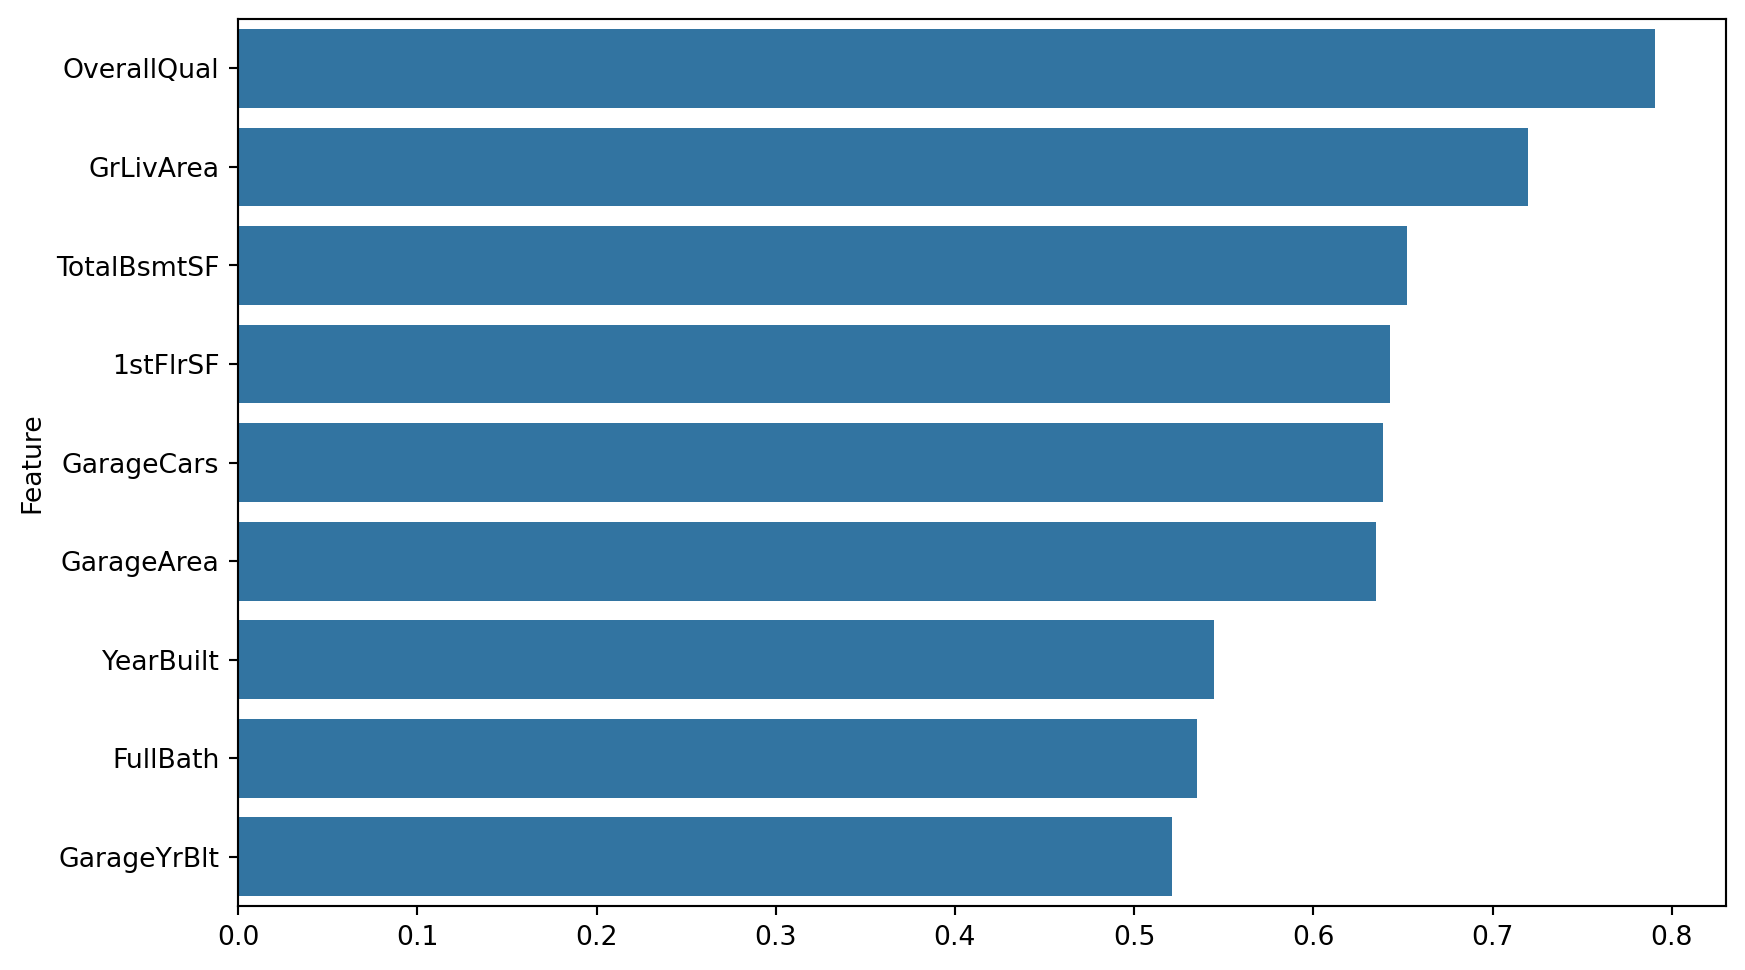 OverallQual
GrLivArea
TotalBsmtSF
1stFlrSF
GarageCars
GarageArea
YearBuilt
FullBath
GarageYrBlt
Feature
0.0 0.1 0.2 0.3 0.4 0.5 0.6 0.7 0.8